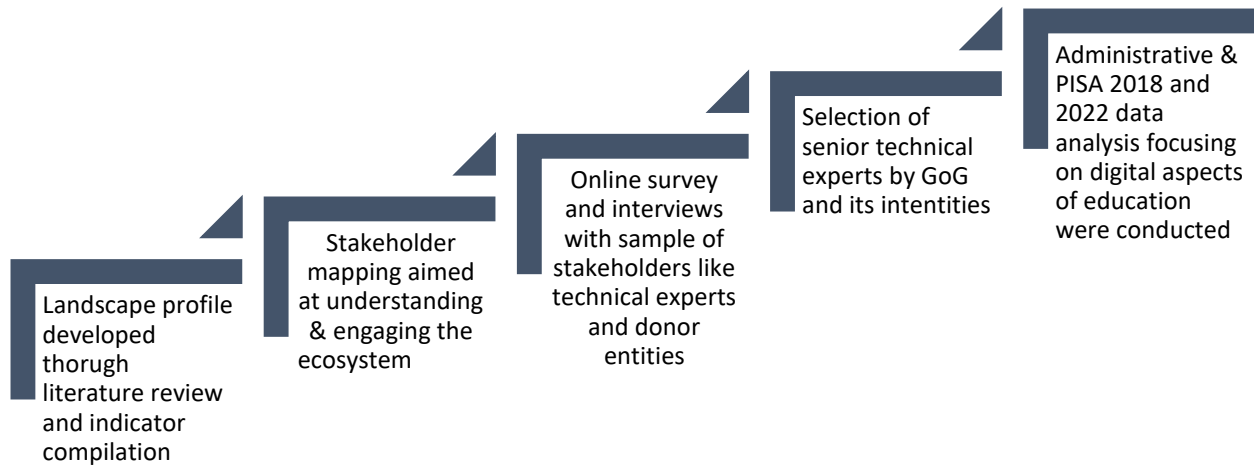 Landscape profile
developed
thorugh
literature review
and indicator
compilation
Stakeholder
mapping aimed
at understanding
& engaging the
ecosystem
Online survey
and interviews
with sample of
stakeholders like
technical experts
and donor
entities
Selection of
senior technical
experts by GoG
and its intentities
Administrative &
PISA 2018 and
2022 data
analysis focusing
on digital aspects
of education
were conducted